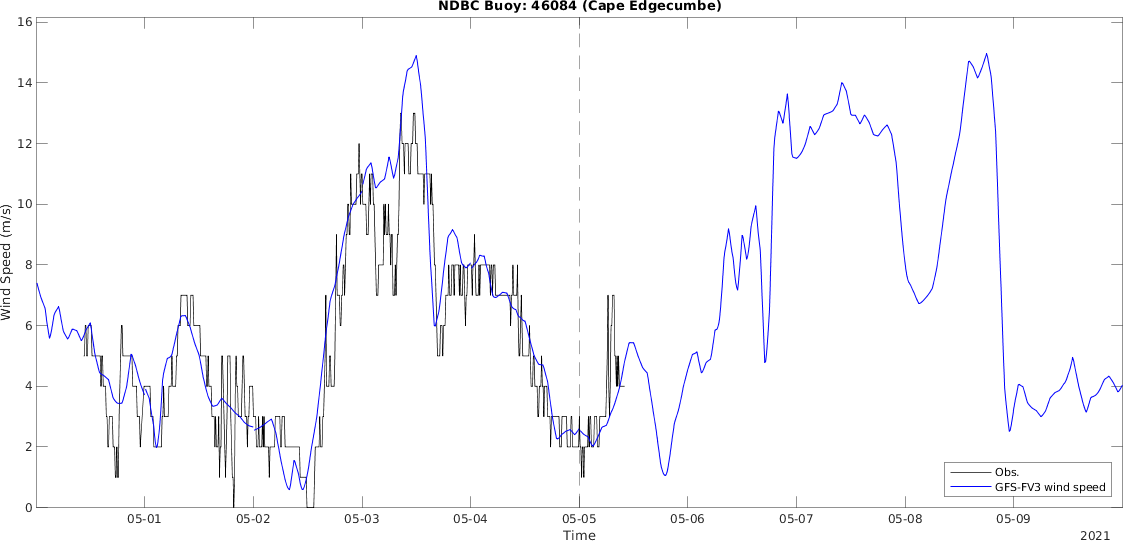 NDBC Buoy: 46084 (Cape Edgecumbe)
16
14
12
10
8
6
4
2
0
Wind Speed (m/s)
05-01 05-02 05-03 05-04 05-05 05-06 05-07 05-08 05-09
Time
2021
Obs.
GFS-FV3 wind speed